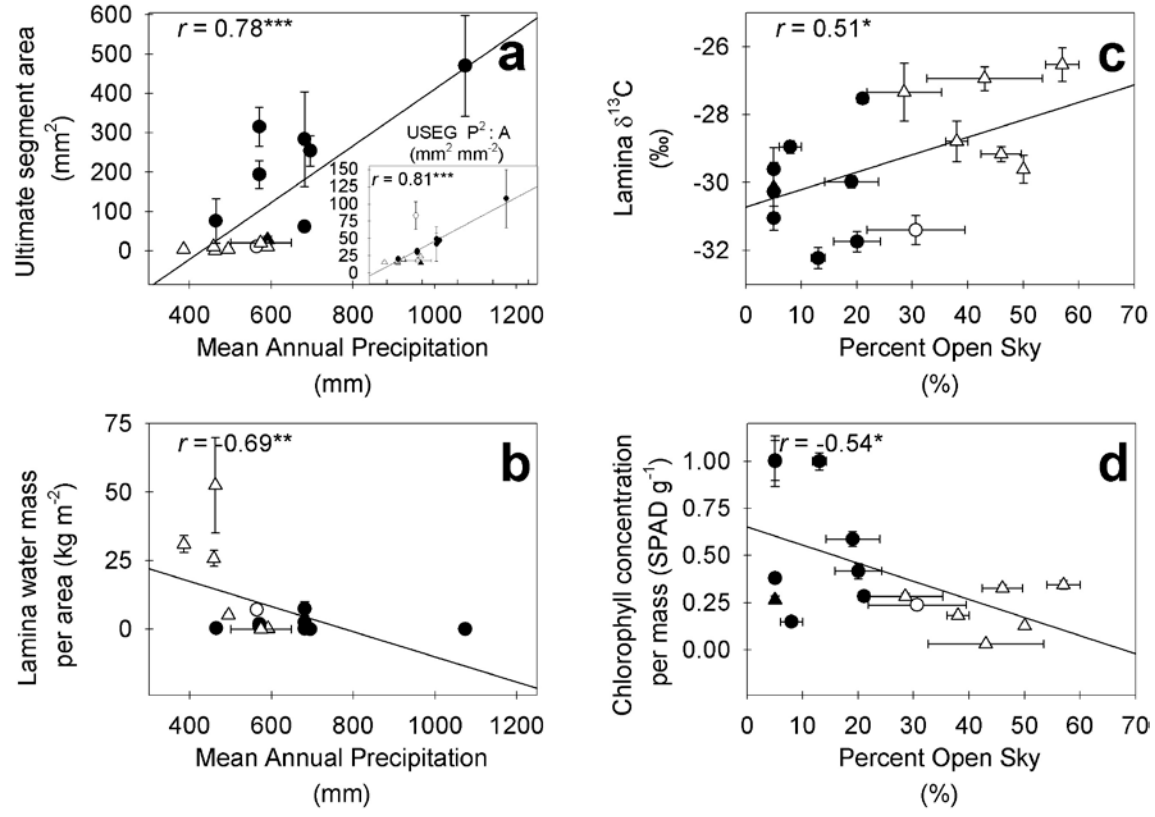 r = 0.78***
a
600
500
400
300
200
100
0
Ultimate segment area
(mm²)
USEG P²: A
(mm² mm⁻²)
r = 0.81***
150
100
75
50
25
0
400 600 800 1000 1200
Mean Annual Precipitation
(mm)
r = 0.51*
c
-26
-28
-30
-32
Lamina δ¹³C
(‰)
0 10 20 30 40 50 60 70
Percent Open Sky
(%)
r = -0.69**
b
75
50
25
0
Lamina water mass
per area (kg m⁻²)
400 600 800 1000 1200
Mean Annual Precipitation
(mm)
r = -0.54*
d
1.00
0.75
0.50
0.25
0.00
Chlorophyll concentration
per mass (SPAD g⁻¹)
0 10 20 30 40 50 60 70
Percent Open Sky
(%)